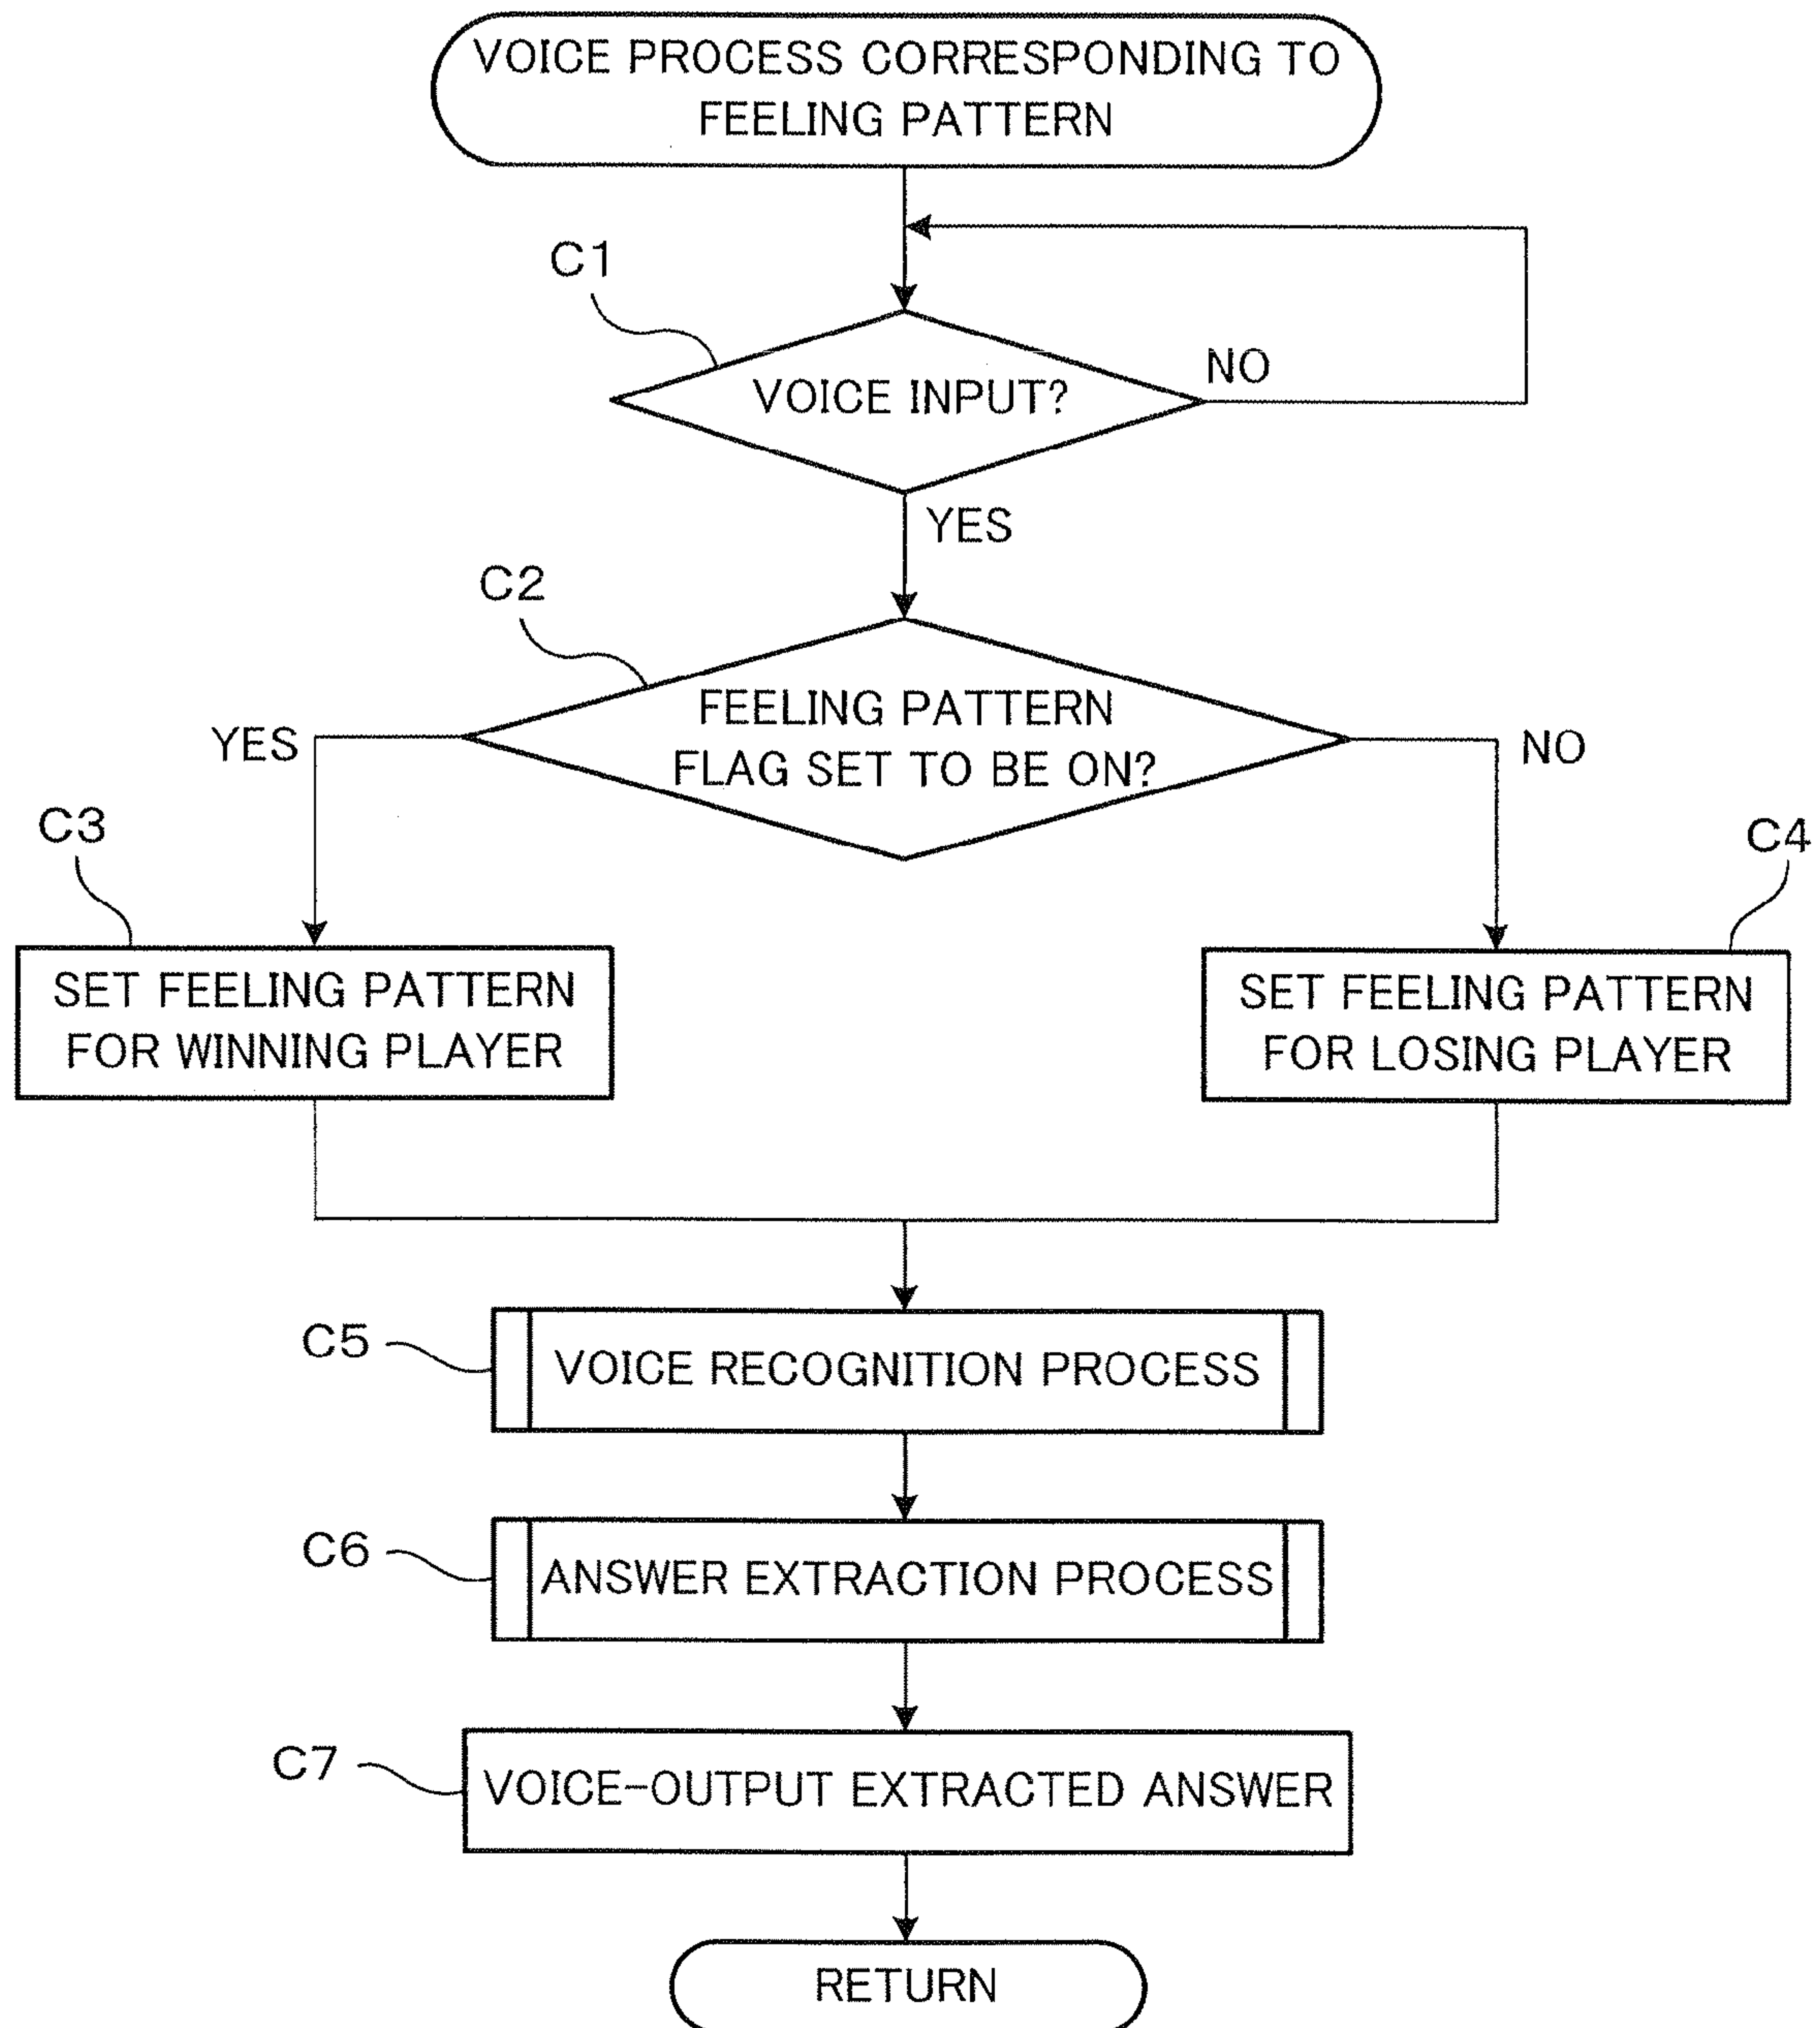 VOICE PROCESS CORRESPONDING TO
FEELING PATTERN
C1
VOICE INPUT?
NO
YES
C2
FEELING PATTERN
FLAG SET TO BE ON?
YES
NO
C3
C4
SET FEELING PATTERN
FOR WINNING PLAYER
SET FEELING PATTERN
FOR LOSING PLAYER
C5
VOICE RECOGNITION PROCESS
C6
ANSWER EXTRACTION PROCESS
C7
VOICE-OUTPUT EXTRACTED ANSWER
RETURN